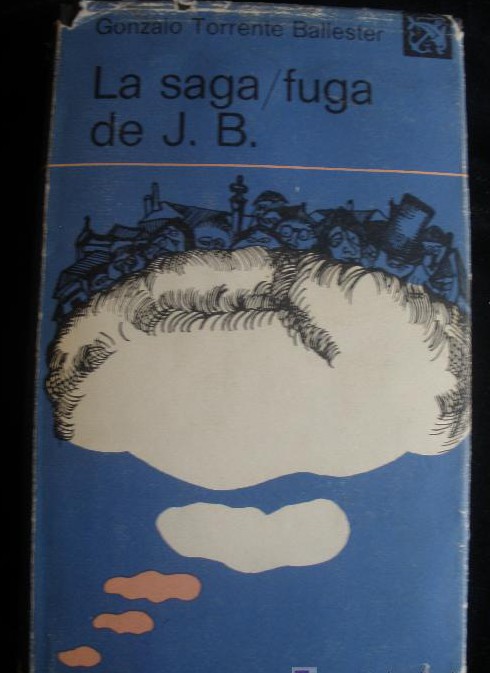 Gonzalo Torrente Ballester
La saga/fuga
de J. B.